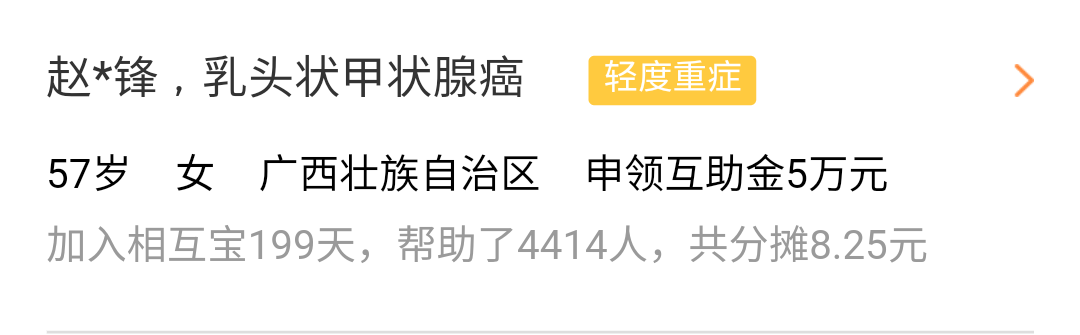 赵*锋，乳头状甲状腺癌 轻度重症
57岁 女 广西壮族自治区 申领互助金5万元
加入相互宝199天，帮助了4414人，共分摊8.25元